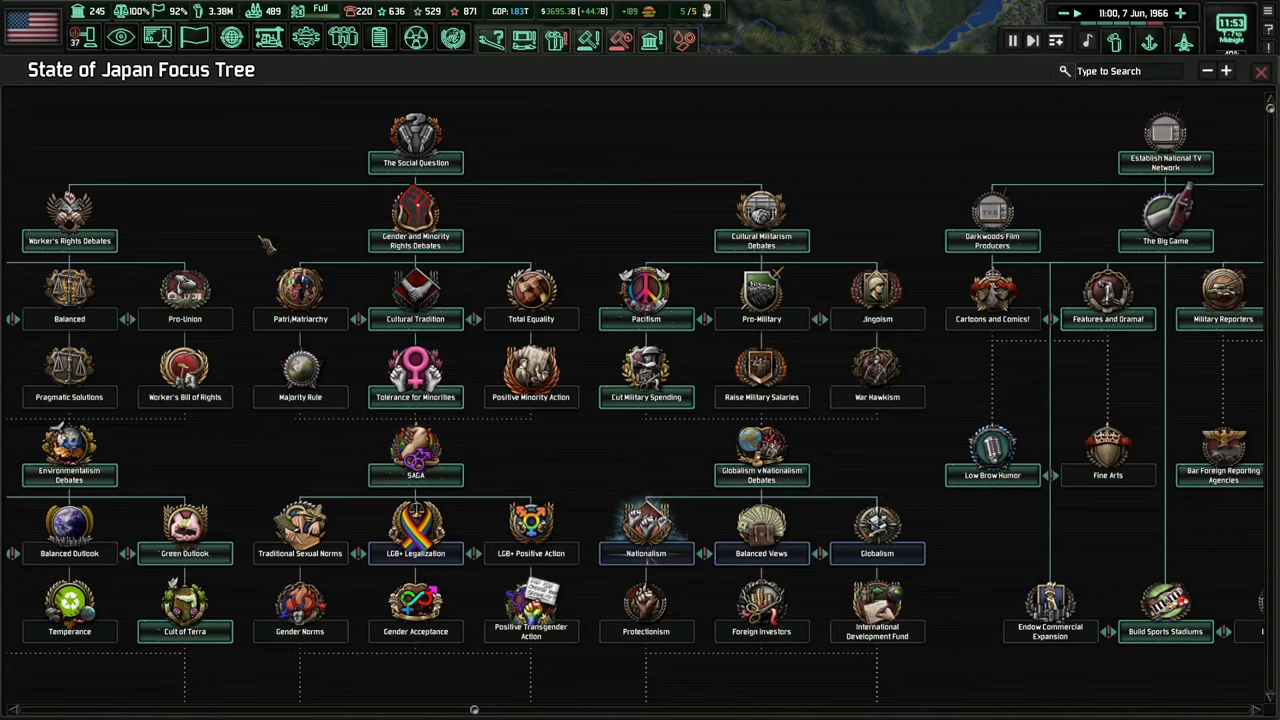 245 100% 92% 3.38M 489 Full 220 636 529 871 GDP: 1.83T $3695.3B (+44.7B) +189 5/5
11:00, 7 Jun, 1966
37
11:53
T-7 to
Midnight
State of Japan Focus Tree
Type to Search
The Social Question
Establish National TV
Network
Worker's Rights Debates
Gender and Minority
Rights Debates
Cultural Militarism
Debates
Darkwoods Film
Producers
The Big Game
Balanced
Pro-Union
Patri,Matriarchy
Cultural Tradition
Total Equality
Pacifism
Pro-Military
Jingoism
Cartoons and Comics!
Features and Drama!
Military Reporters
Pragmatic Solutions
Worker's Bill of Rights
Majority Rule
Tolerance for Minorities
Positive Minority Action
Cut Military Spending
Raise Military Salaries
War Hawkism
Environmentalism
Debates
SAGA
Globalism v Nationalism
Debates
Low Brow Humor
Fine Arts
Bar Foreign Reporting
Agencies
Balanced Outlook
Green Outlook
Traditional Sexual Norms
LGB+ Legalization
LGB+ Positive Action
Nationalism
Balanced Views
Globalism
Temperance
Cult of Terra
Gender Norms
Gender Acceptance
Positive Transgender
Action
Protectionism
Foreign Investors
International
Development Fund
Endow Commercial
Expansion
Build Sports Stadiums